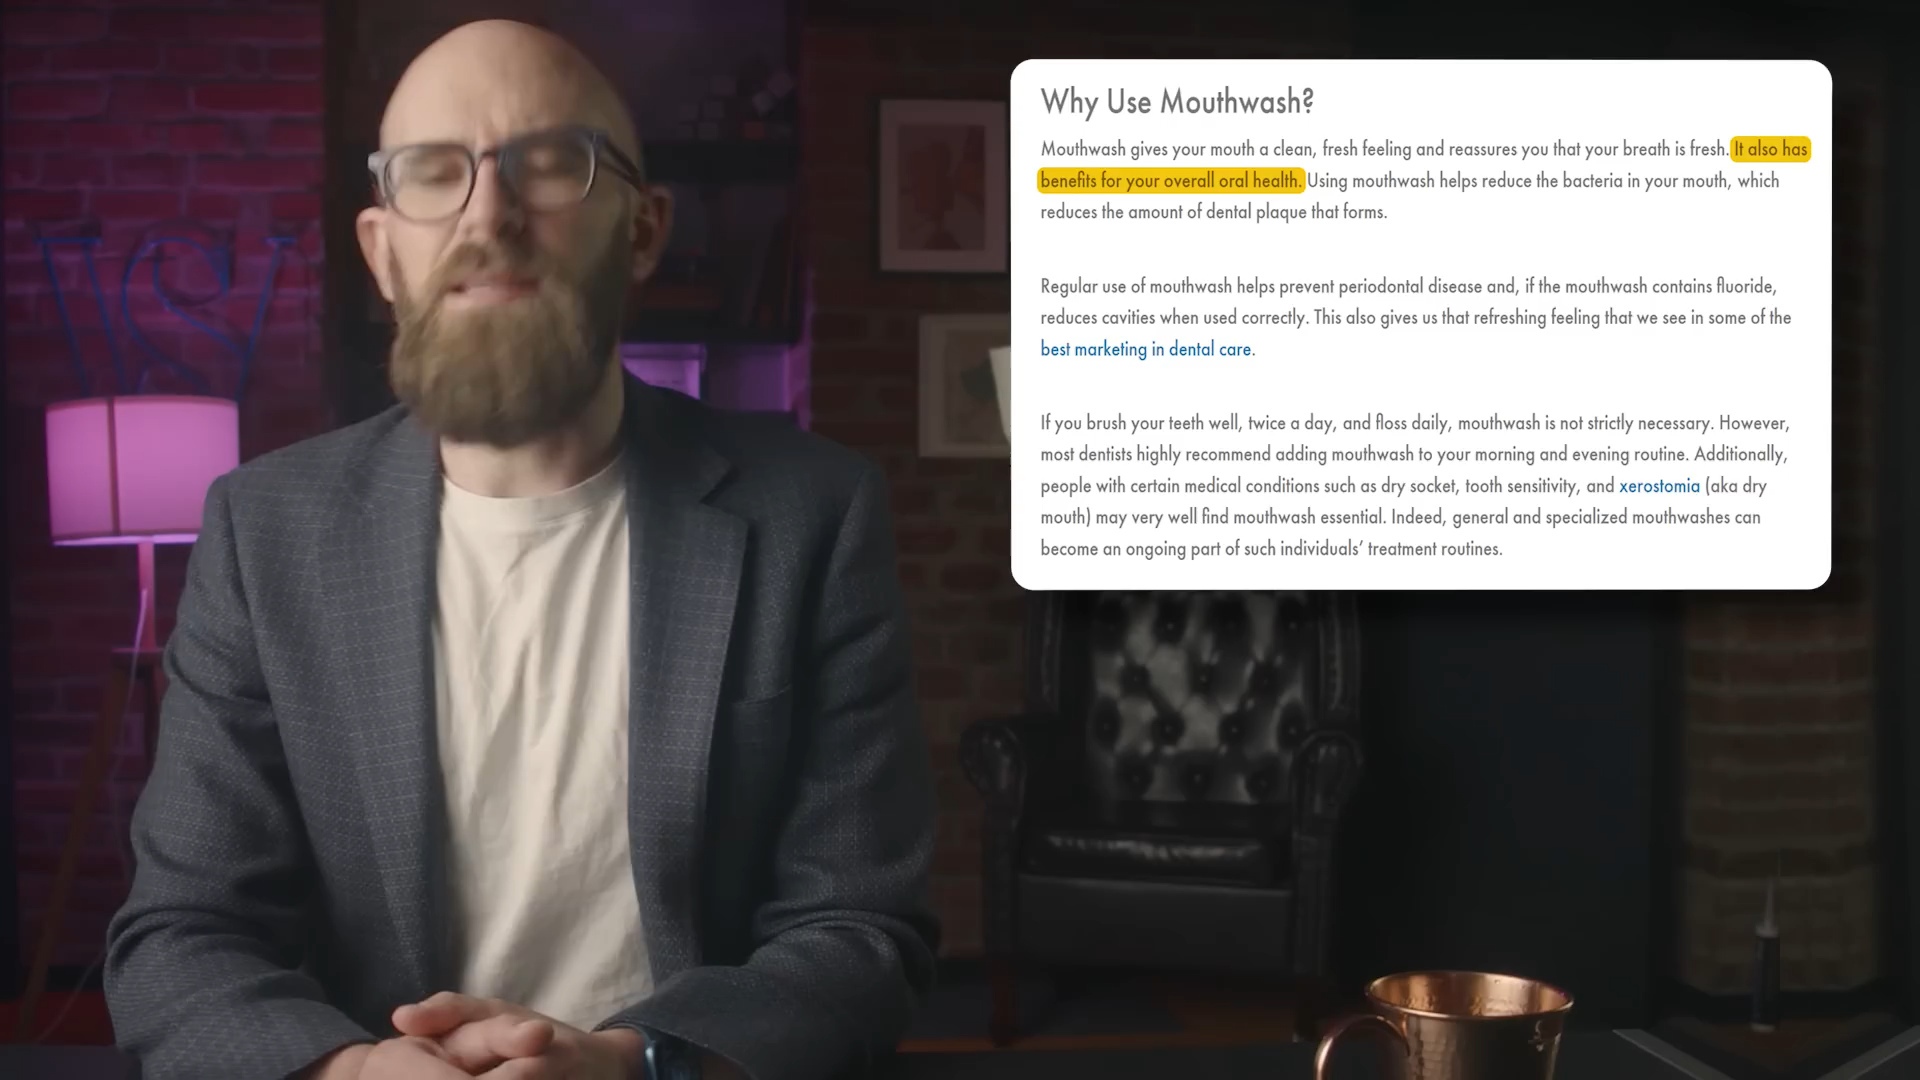 Why Use Mouthwash?
Mouthwash gives your mouth a clean, fresh feeling and reassures you that your breath is fresh. It also has
benefits for your overall oral health. Using mouthwash helps reduce the bacteria in your mouth, which
reduces the amount of dental plaque that forms.
Regular use of mouthwash helps prevent periodontal disease and, if the mouthwash contains fluoride,
reduces cavities when used correctly. This also gives us that refreshing feeling that we see in some of the
best marketing in dental care.
If you brush your teeth well, twice a day, and floss daily, mouthwash is not strictly necessary. However,
most dentists highly recommend adding mouthwash to your morning and evening routine. Additionally,
people with certain medical conditions such as dry socket, tooth sensitivity, and xerostomia (aka dry
mouth) may very well find mouthwash essential. Indeed, general and specialized mouthwashes can
become an ongoing part of such individuals’ treatment routines.